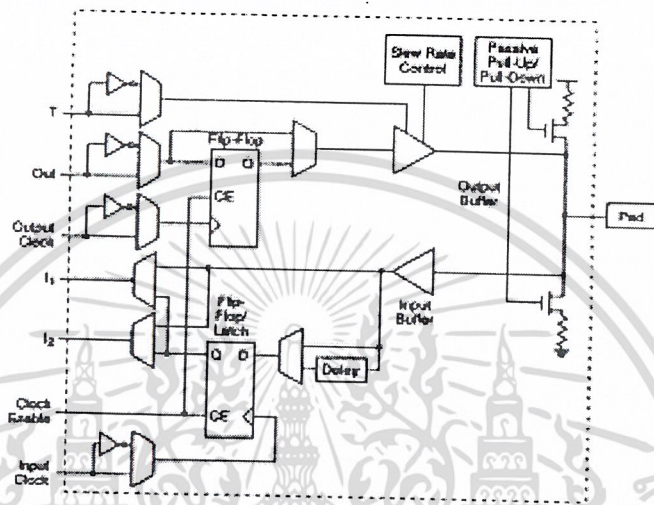 Slew Rate
Control
Passive
Pull-Up/
Pull-Down
T
Flip-Flop
Out
D
Q
CE
Output
Buffer
Output
Clock
Pad
I₁
Flip-
Flop/
Latch
Input
Buffer
I₂
Q
D
Delay
Clock
Enable
CE
Input
Clock